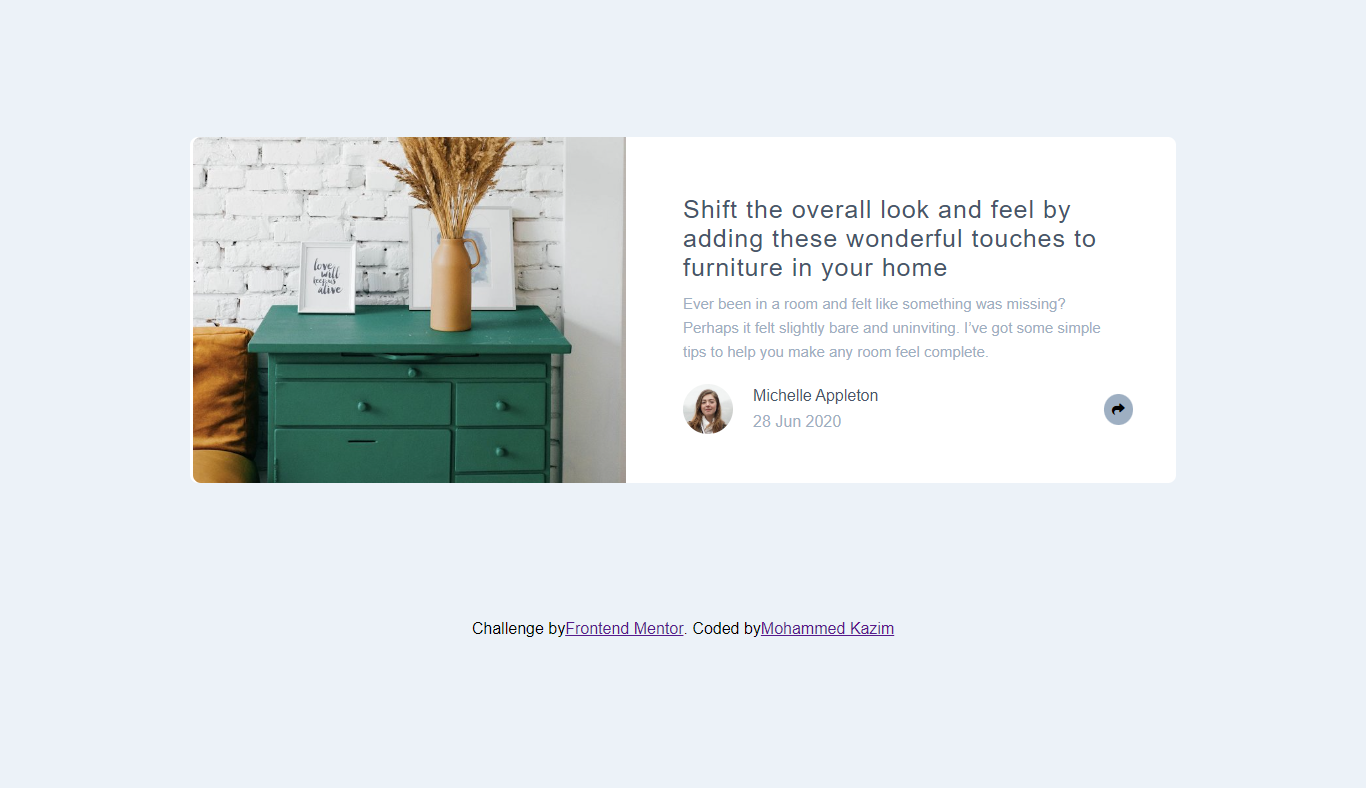 love
will
keep us
alive
Shift the overall look and feel by
adding these wonderful touches to
furniture in your home
Ever been in a room and felt like something was missing?
Perhaps it felt slightly bare and uninviting. I’ve got some simple
tips to help you make any room feel complete.
Michelle Appleton
28 Jun 2020
Challenge byFrontend Mentor. Coded byMohammed Kazim